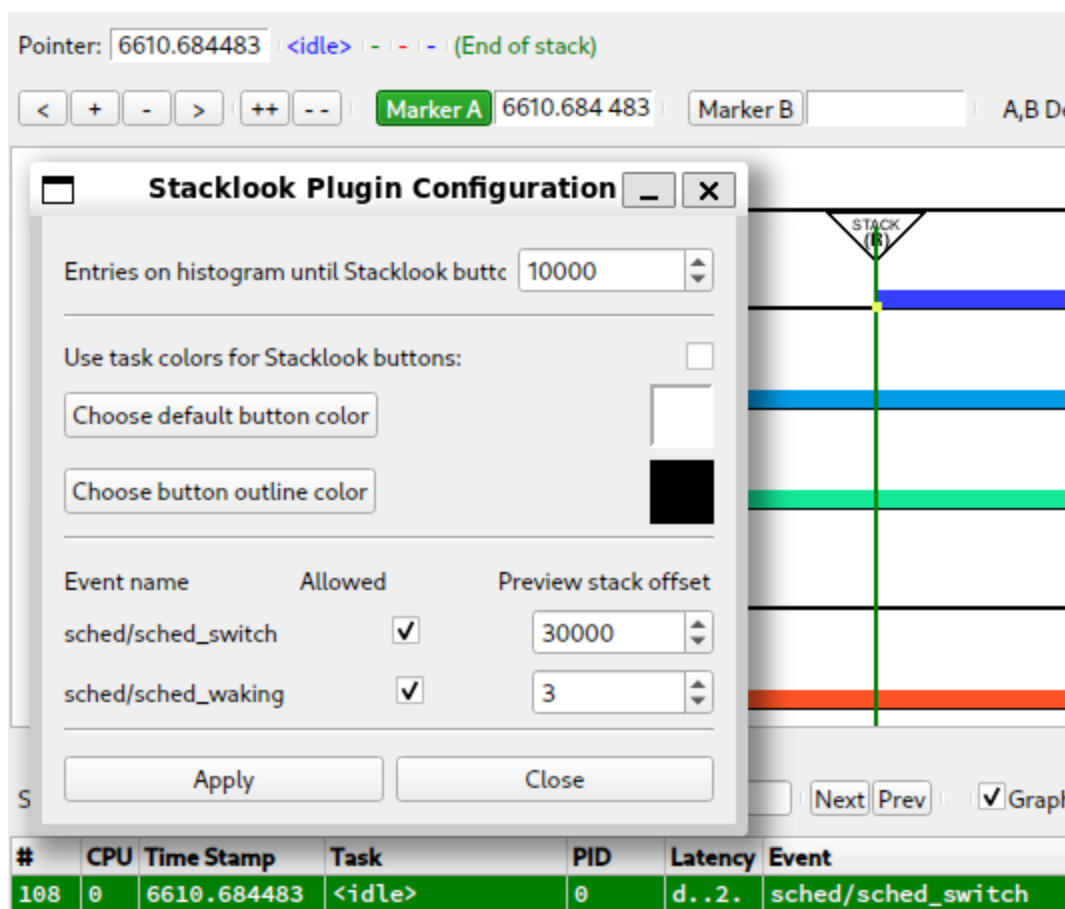 Pointer: 6610.684483 <idle> - - - (End of stack)
< + - > ++ - - Marker A 6610.684 483 Marker B A,B De
Stacklook Plugin Configuration
STACK
Entries on histogram until Stacklook buttc 10000
Use task colors for Stacklook buttons:
Choose default button color
Choose button outline color
Event name Allowed Preview stack offset
sched/sched_switch 30000
sched/sched_waking 3
Apply Close
S Next Prev Graph
# CPU Time Stamp Task PID Latency Event
108 0 6610.684483 <idle> 0 d..2. sched/sched_switch